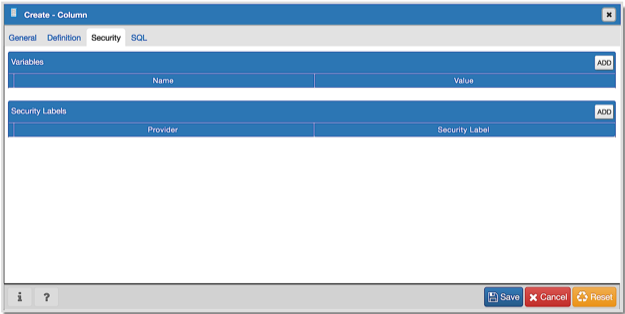 Create - Column
General Definition Security SQL
Variables ADD
Name Value
Security Labels ADD
Provider Security Label
i ? Save Cancel Reset